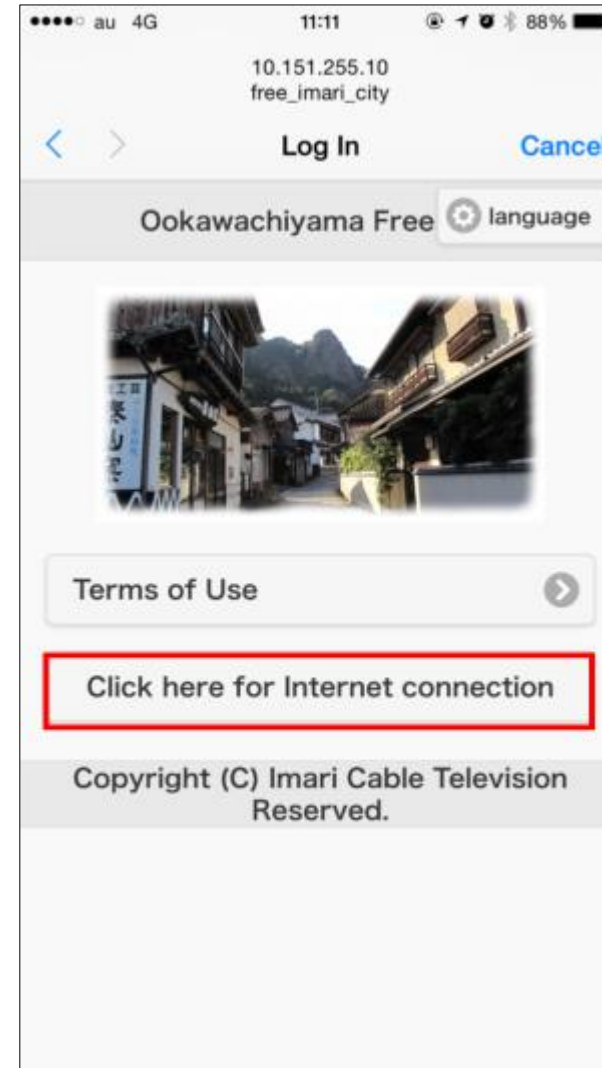 au 4G 11:11 88%
10.151.255.10
free_imari_city
Log In Cancel
Ookawachiyama Free language
Terms of Use
Click here for Internet connection
Copyright (C) Imari Cable Television
Reserved.